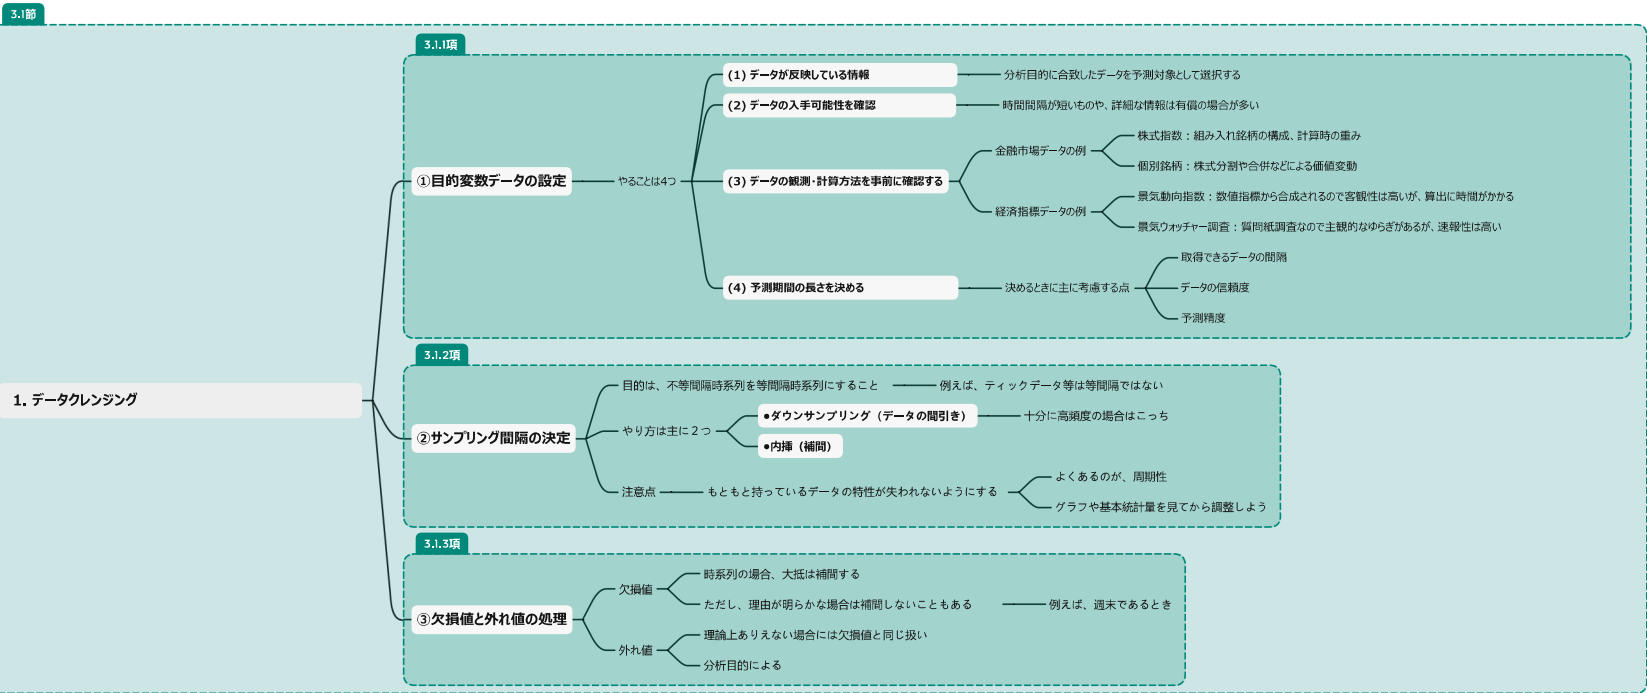 3.1節
3.1.1項
(1) データが反映している情報
分析目的に合致したデータを予測対象として選択する
(2) データの入手可能性を確認
時間間隔が短いものや、詳細な情報は有償の場合が多い
株式指数：組み入れ銘柄の構成、計算時の重み
金融市場データの例
個別銘柄：株式分割や合併などによる価値変動
①目的変数データの設定
やることは4つ
(3) データの観測・計算方法を事前に確認する
景気動向指数：数値指標から合成されるので客観性は高いが、算出に時間がかかる
経済指標データの例
景気ウォッチャー調査：質問紙調査なので主観的なゆらぎがあるが、速報性は高い
取得できるデータの間隔
(4) 予測期間の長さを決める
決めるときに主に考慮する点
データの信頼度
予測精度
3.1.2項
目的は、不等間隔時系列を等間隔時系列にすること
例えば、ティックデータ等は等間隔ではない
1. データクレンジング
●ダウンサンプリング（データの間引き）
十分に高頻度の場合はこっち
②サンプリング間隔の決定
やり方は主に２つ
●内挿（補間）
よくあるのが、周期性
注意点
もともと持っているデータの特性が失われないようにする
グラフや基本統計量を見てから調整しよう
3.1.3項
時系列の場合、大抵は補間する
欠損値
ただし、理由が明らかな場合は補間しないこともある
例えば、週末であるとき
③欠損値と外れ値の処理
理論上ありえない場合には欠損値と同じ扱い
外れ値
分析目的による